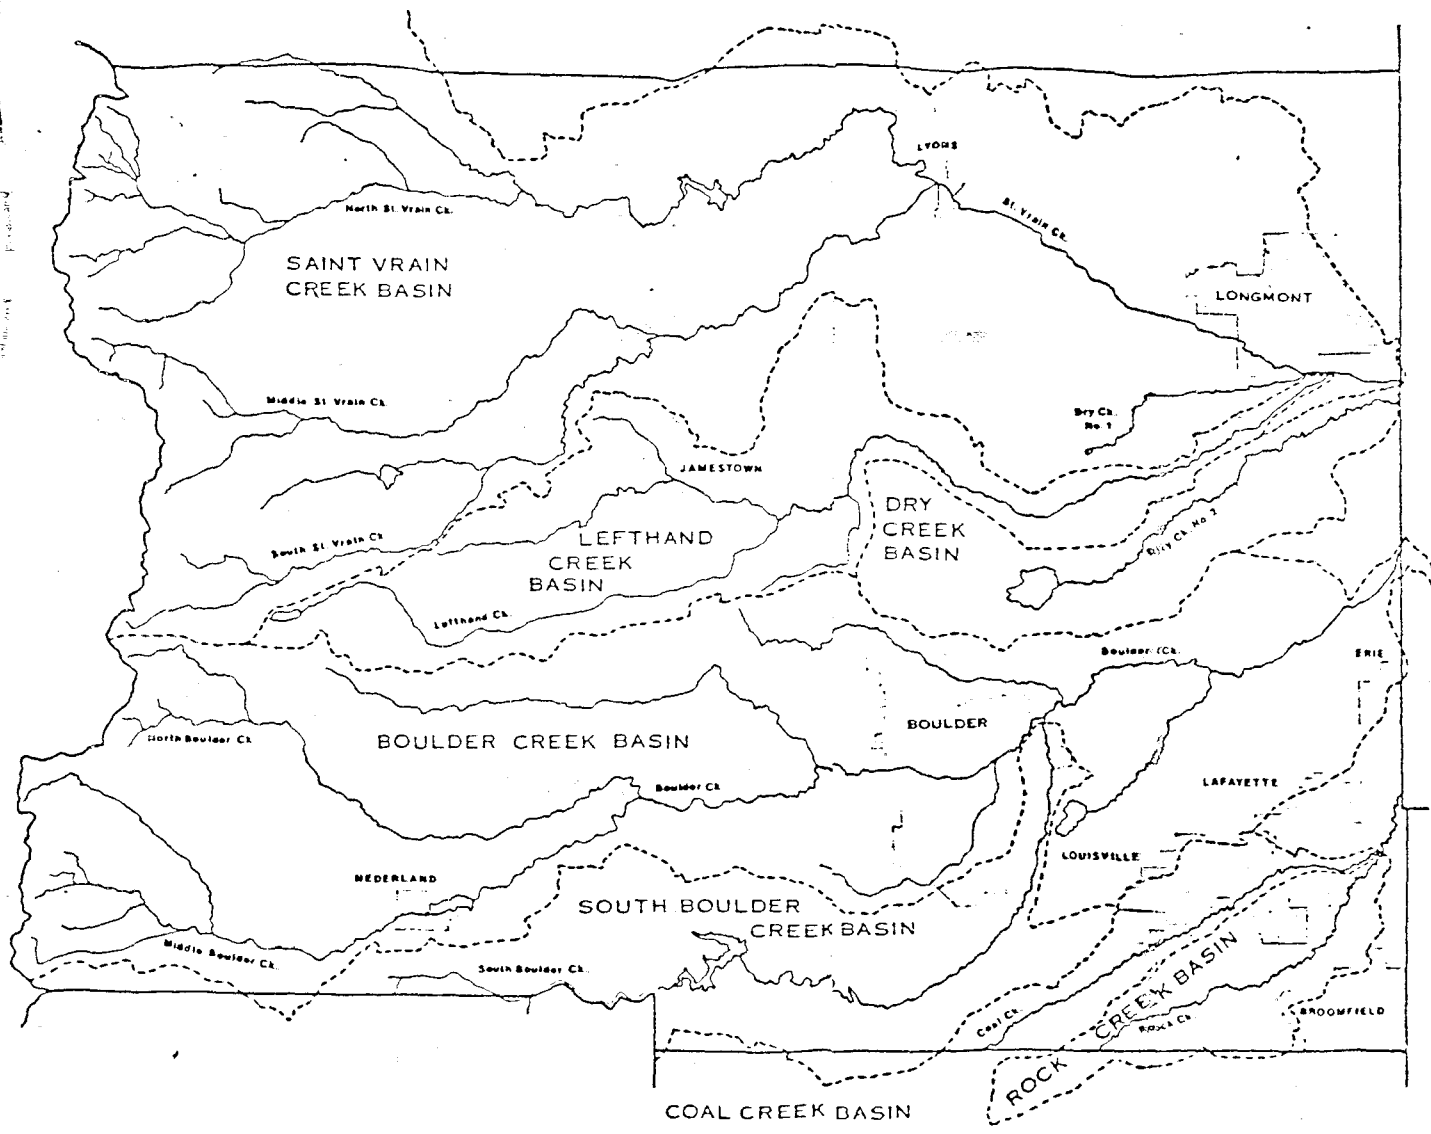 LYONS
North St. Vrain Ck.
St. Vrain Ck.
SAINT VRAIN
CREEK BASIN
LONGMONT
Middle St. Vrain Ck.
Dry Ck.
No. 1
JAMESTOWN
DRY
CREEK
BASIN
LEFTHAND
CREEK
BASIN
South St. Vrain Ck.
Dry Ck. No. 2
Lefthand Ck.
Boulder Ck.
ERIE
North Boulder Ck.
BOULDER CREEK BASIN
BOULDER
Boulder Ck.
LAFAYETTE
LOUISVILLE
NEDERLAND
SOUTH BOULDER
CREEK BASIN
Middle Boulder Ck.
South Boulder Ck.
Coal Ck.
ROCK CREEK BASIN
Rock Ck.
BROOMFIELD
COAL CREEK BASIN